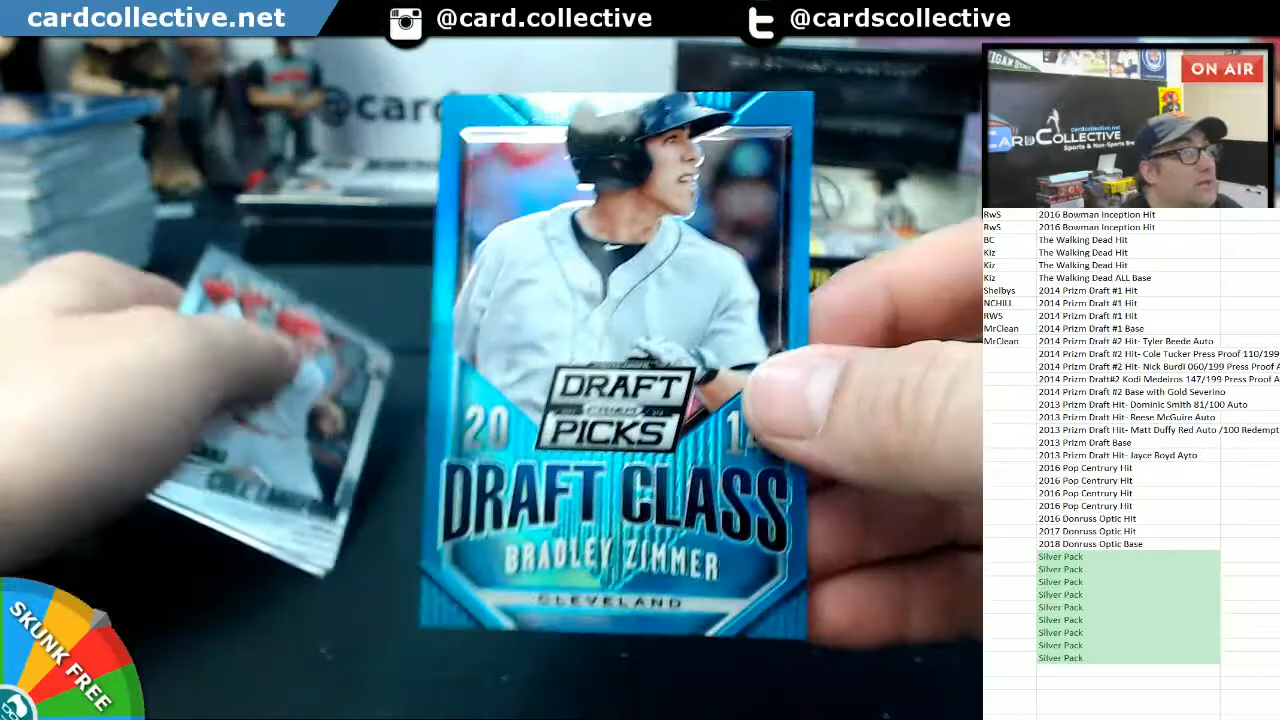 cardcollective.net
@card.collective
@cardscollective
ON AIR
cardcollective.net
CARDCOLLECTIVE
DRAFT
PICKS
20
DRAFT CLASS
BRADLEY ZIMMER
CLEVELAND
SKUNK FREE
RwS 2016 Bowman Inception Hit
RwS 2016 Bowman Inception Hit
BC The Walking Dead Hit
Kiz The Walking Dead Hit
Kiz The Walking Dead Hit
Kiz The Walking Dead ALL Base
Shelbys 2014 Prizm Draft #1 Hit
NCHILL 2014 Prizm Draft #1 Hit
RWS 2014 Prizm Draft #1 Hit
MrClean 2014 Prizm Draft #1 Base
MrClean 2014 Prizm Draft #2 Hit- Tyler Beede Auto
2014 Prizm Draft #2 Hit- Cole Tucker Press Proof 110/199
2014 Prizm Draft #2 Hit- Nick Burdi 060/199 Press Proof A
2014 Prizm Draft#2 Kodi Medeiros 147/199 Press Proof A
2014 Prizm Draft #2 Base with Gold Severino
2013 Prizm Draft Hit- Dominic Smith 81/100 Auto
2013 Prizm Draft Hit- Reese McGuire Auto
2013 Prizm Draft Hit- Matt Duffy Red Auto /100 Redempt
2013 Prizm Draft Base
2013 Prizm Draft Hit- Jayce Boyd Ayto
2016 Pop Centrury Hit
2016 Pop Centrury Hit
2016 Pop Centrury Hit
2016 Pop Centrury Hit
2016 Donruss Optic Hit
2017 Donruss Optic Hit
2018 Donruss Optic Base
Silver Pack
Silver Pack
Silver Pack
Silver Pack
Silver Pack
Silver Pack
Silver Pack
Silver Pack
Silver Pack